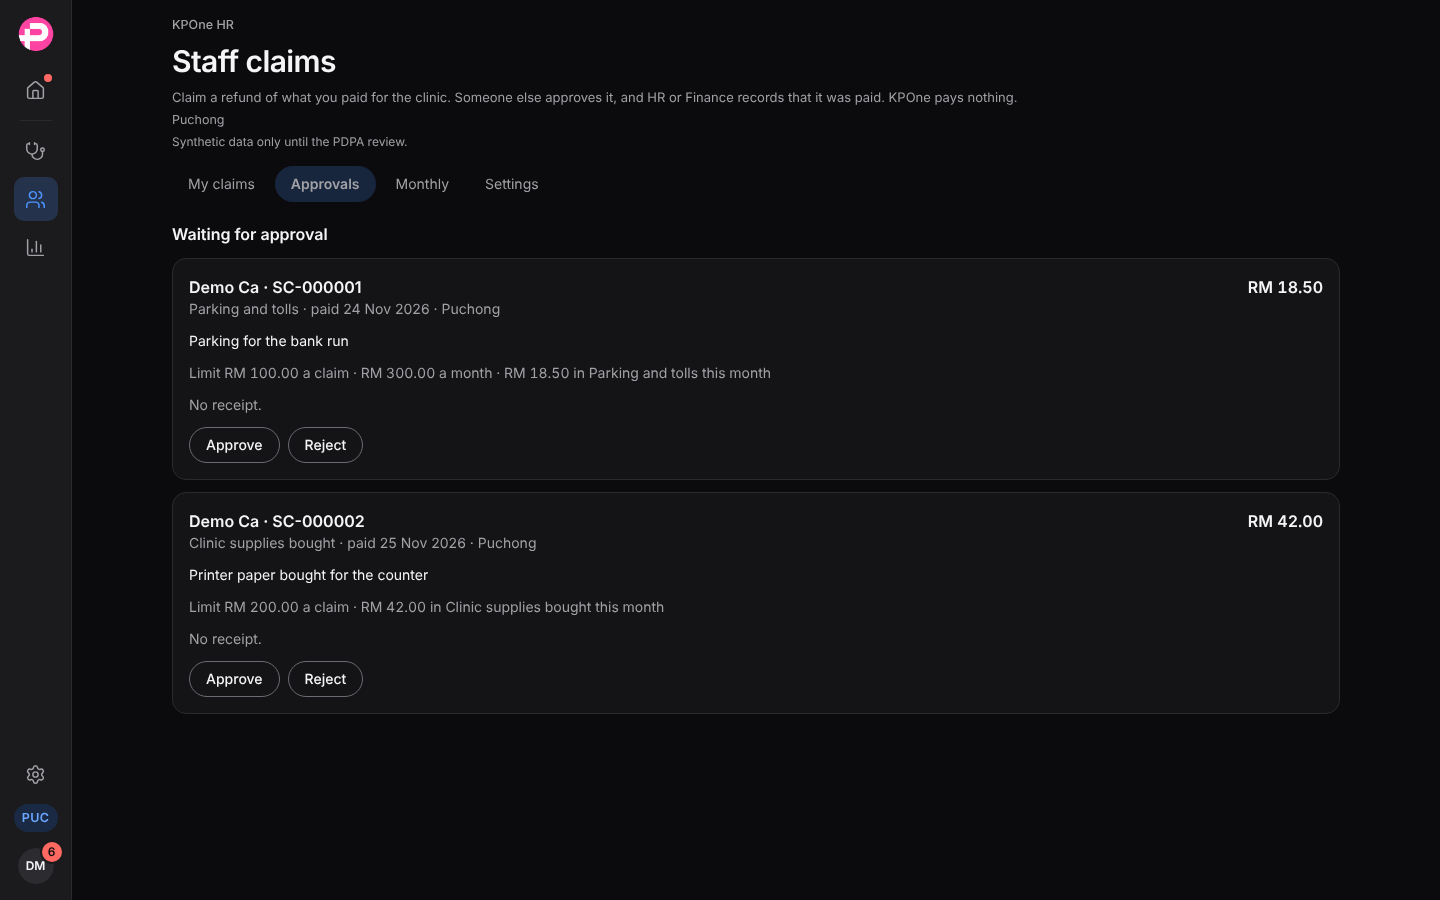 KPOne HR
Staff claims
Claim a refund of what you paid for the clinic. Someone else approves it, and HR or Finance records that it was paid. KPOne pays nothing.
Puchong
Synthetic data only until the PDPA review.
My claims
Approvals
Monthly
Settings
Waiting for approval
Demo Ca · SC-000001
RM 18.50
Parking and tolls · paid 24 Nov 2026 · Puchong
Parking for the bank run
Limit RM 100.00 a claim · RM 300.00 a month · RM 18.50 in Parking and tolls this month
No receipt.
Approve
Reject
Demo Ca · SC-000002
RM 42.00
Clinic supplies bought · paid 25 Nov 2026 · Puchong
Printer paper bought for the counter
Limit RM 200.00 a claim · RM 42.00 in Clinic supplies bought this month
No receipt.
Approve
Reject
PUC
6
DM